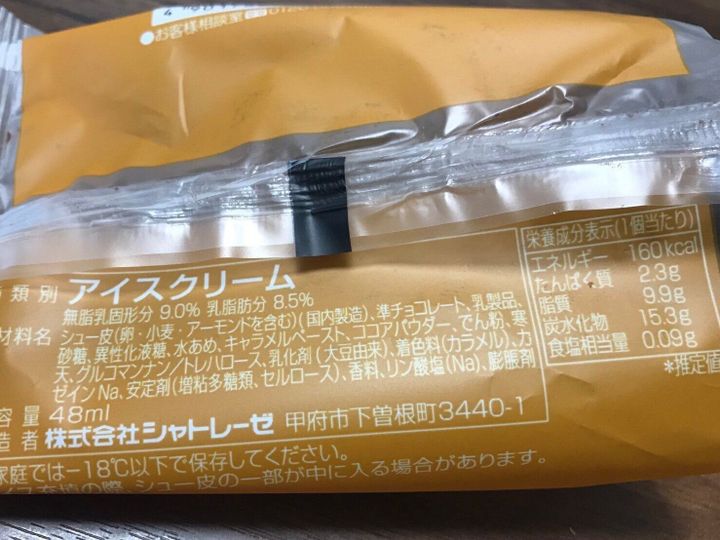 ●お客様相談室
種類別 アイスクリーム
無脂乳固形分 9.0% 乳脂肪分 8.5%
材料名 シュー皮(卵・小麦・アーモンドを含む)(国内製造)、準チョコレート、乳製品、
砂糖、異性化液糖、水あめ、キャラメルペースト、ココアパウダー、でん粉、寒
天、グルコマンナン/トレハロース、乳化剤(大豆由来)、着色料(カラメル)、カ
ゼインNa、安定剤(増粘多糖類、セルロース)、香料、リン酸塩(Na)、膨脹剤
容量 48ml
造者 株式会社シャトレーゼ 甲府市下曽根町3440-1
家庭では-18℃以下で保存してください。
イス充填の際、シュー皮の一部が中に入る場合があります。
栄養成分表示(1個当たり)
エネルギー 160kcal
たんぱく質 2.3g
脂質 9.9g
炭水化物 15.3g
食塩相当量 0.09g
*推定値